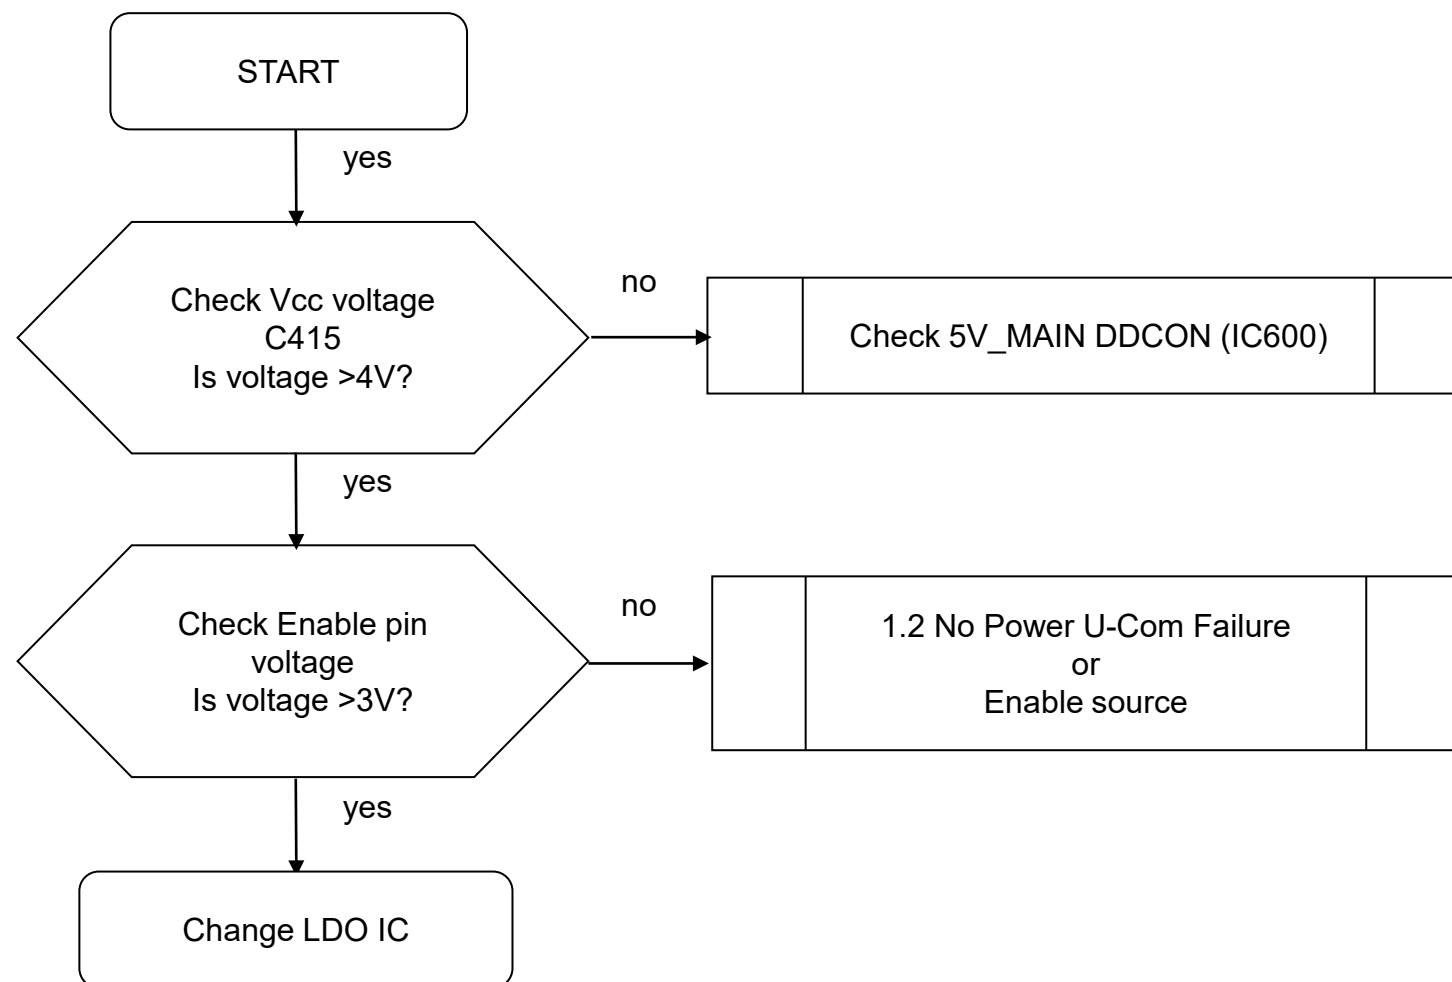 START
yes
Check Vcc voltage
C415
Is voltage >4V?
no
Check 5V_MAIN DDCON (IC600)
yes
Check Enable pin
voltage
Is voltage >3V?
no
1.2 No Power U-Com Failure
or
Enable source
yes
Change LDO IC